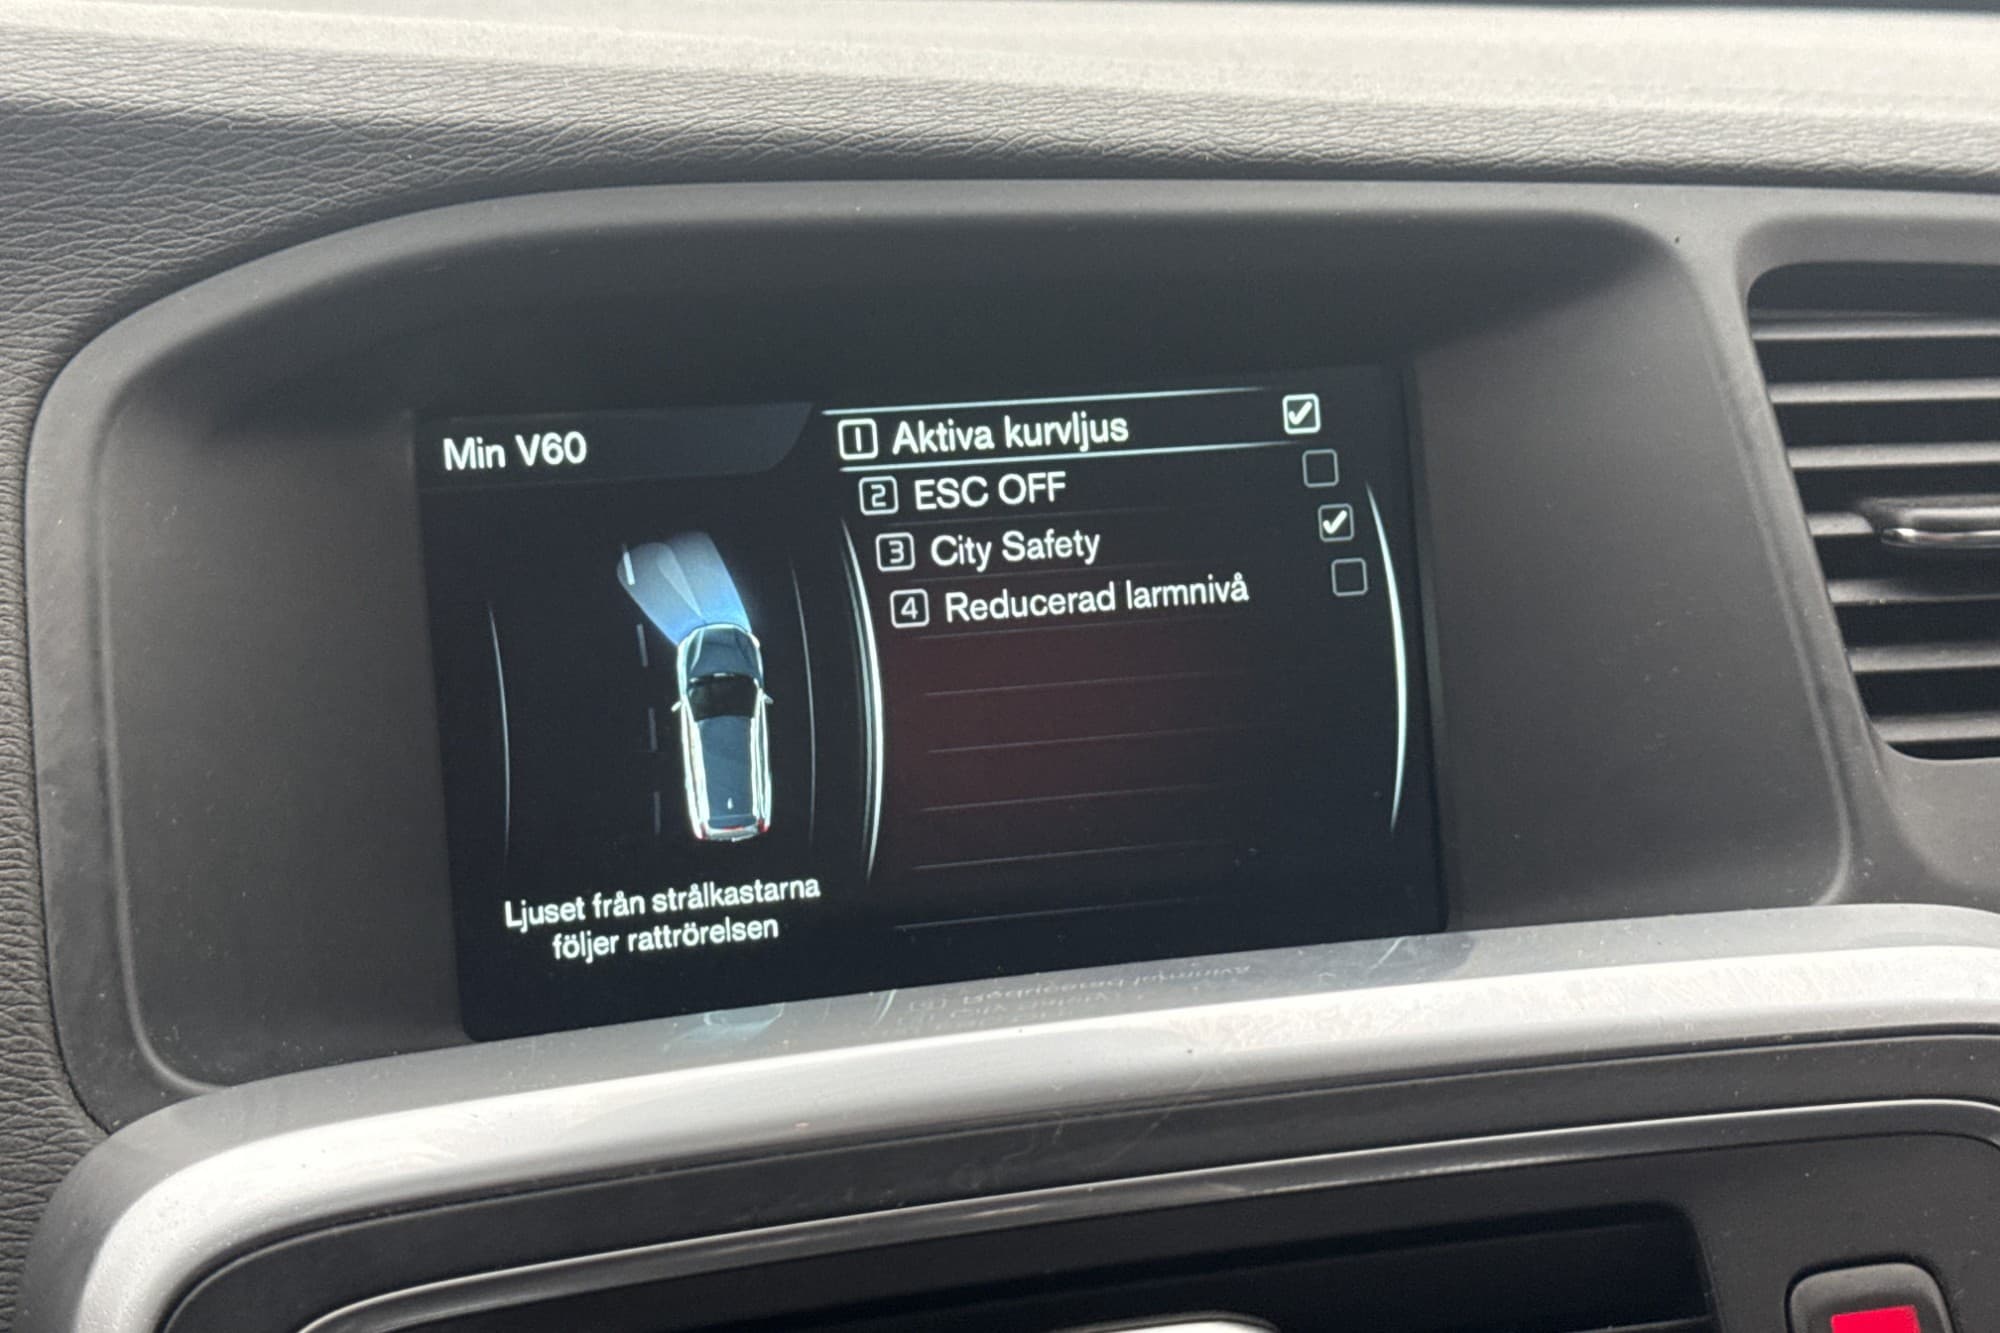 Min V60
1 Aktiva kurvljus
2 ESC OFF
3 City Safety
4 Reducerad larmnivå
Ljuset från strålkastarna
följer rattrörelsen